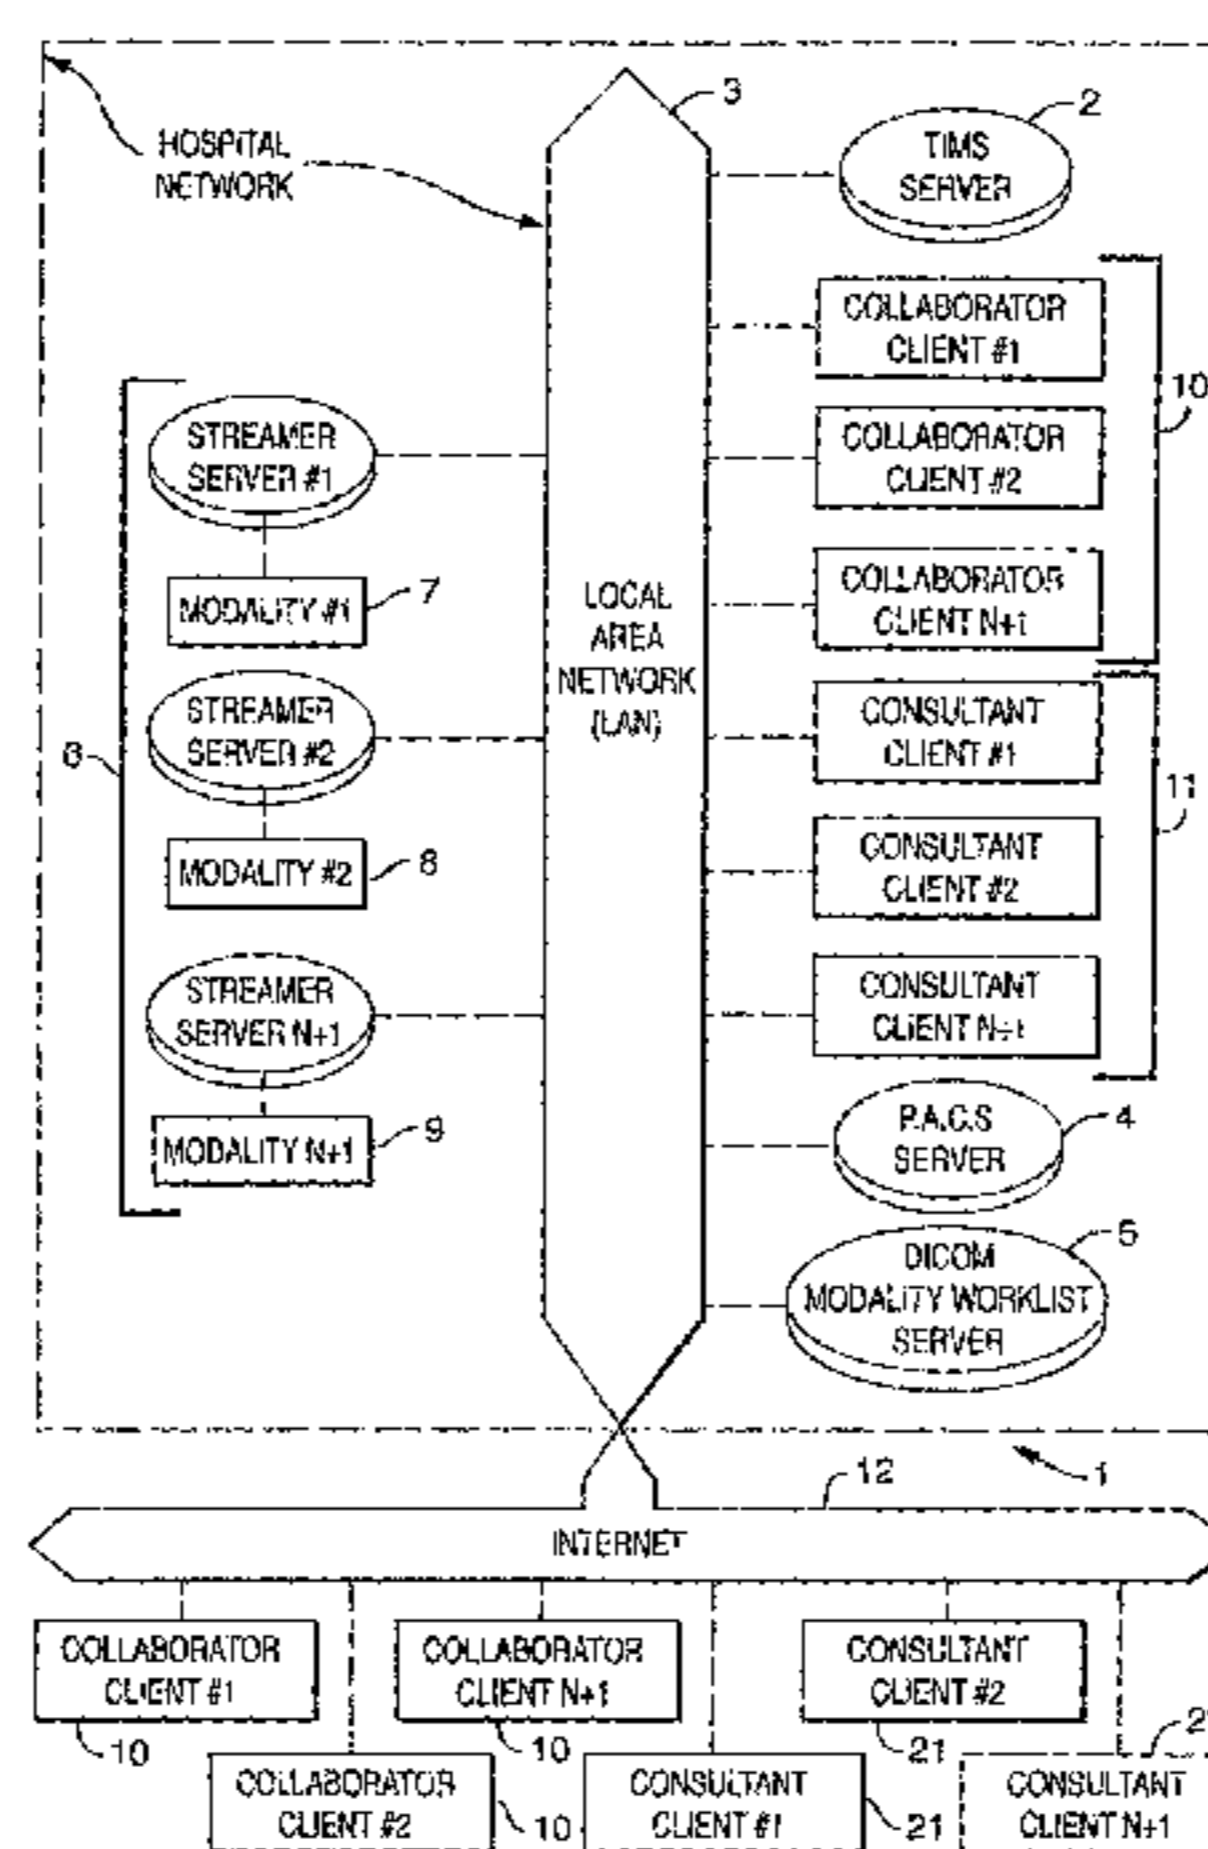 HOSPITAL
NETWORK
3
2
TIMS
SERVER
COLLABORATOR
CLIENT #1
10
COLLABORATOR
CLIENT #2
COLLABORATOR
CLIENT N+1
STREAMER
SERVER #1
MODALITY #1
7
LOCAL
AREA
NETWORK
(LAN)
6
STREAMER
SERVER #2
MODALITY #2
8
STREAMER
SERVER N+1
MODALITY N+1
9
CONSULTANT
CLIENT #1
11
CONSULTANT
CLIENT #2
CONSULTANT
CLIENT N+1
P.A.C.S
SERVER
4
DICOM
MODALITY WORKLIST
SERVER
5
1
12
INTERNET
COLLABORATOR
CLIENT #1
10
COLLABORATOR
CLIENT N+1
10
CONSULTANT
CLIENT #2
21
COLLABORATOR
CLIENT #2
10
CONSULTANT
CLIENT #1
21
CONSULTANT
CLIENT N+1